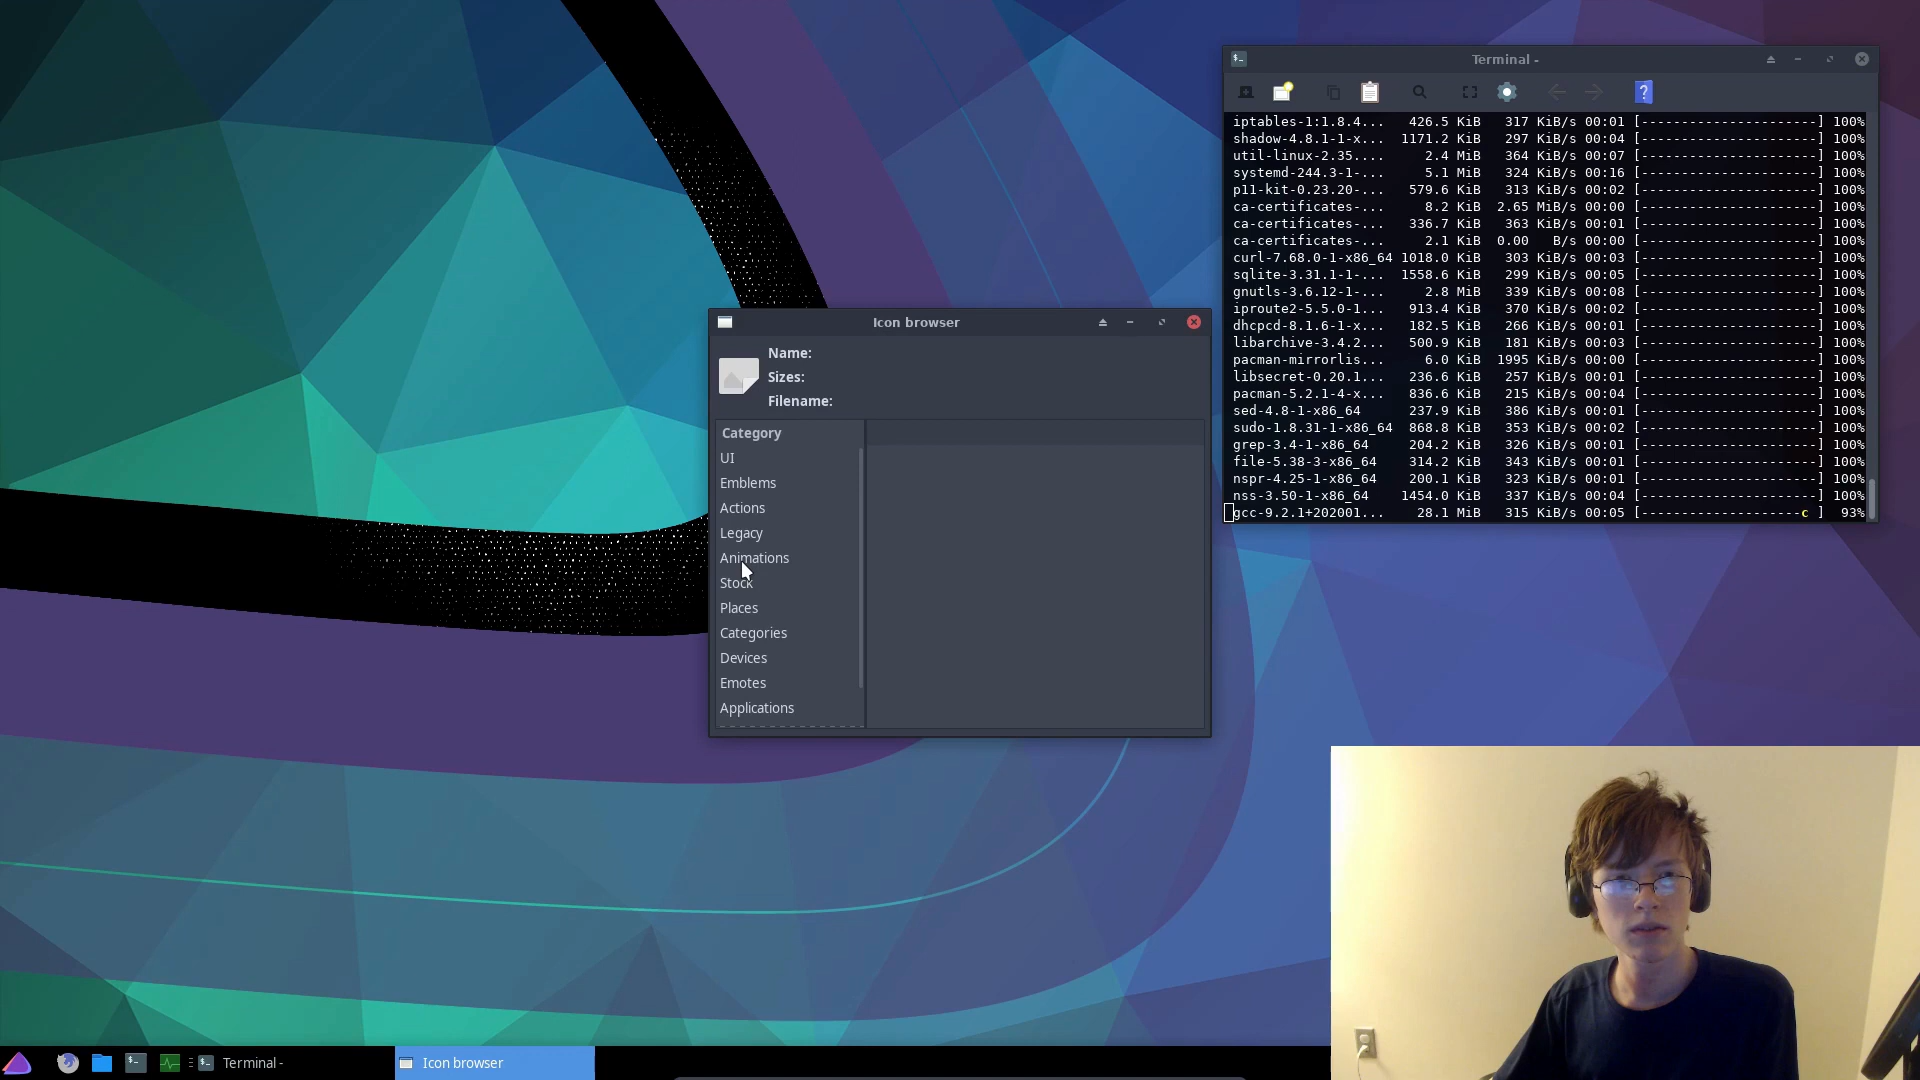 Terminal -
iptables-1:1.8.4... 426.5 KiB 317 KiB/s 00:01 [----------------------] 100%
shadow-4.8.1-1-x... 1171.2 KiB 297 KiB/s 00:04 [----------------------] 100%
util-linux-2.35.... 2.4 MiB 364 KiB/s 00:07 [----------------------] 100%
systemd-244.3-1-... 5.1 MiB 324 KiB/s 00:16 [----------------------] 100%
p11-kit-0.23.20-... 579.6 KiB 313 KiB/s 00:02 [----------------------] 100%
ca-certificates-... 8.2 KiB 2.65 MiB/s 00:00 [----------------------] 100%
ca-certificates-... 336.7 KiB 363 KiB/s 00:01 [----------------------] 100%
ca-certificates-... 2.1 KiB 0.00 B/s 00:00 [----------------------] 100%
curl-7.68.0-1-x86_64 1018.0 KiB 303 KiB/s 00:03 [----------------------] 100%
sqlite-3.31.1-1-... 1558.6 KiB 299 KiB/s 00:05 [----------------------] 100%
gnutls-3.6.12-1-... 2.8 MiB 339 KiB/s 00:08 [----------------------] 100%
iproute2-5.5.0-1... 913.4 KiB 370 KiB/s 00:02 [----------------------] 100%
dhcpcd-8.1.6-1-x... 182.5 KiB 266 KiB/s 00:01 [----------------------] 100%
libarchive-3.4.2... 500.9 KiB 181 KiB/s 00:03 [----------------------] 100%
pacman-mirrorlis... 6.0 KiB 1995 KiB/s 00:00 [----------------------] 100%
libsecret-0.20.1... 236.6 KiB 257 KiB/s 00:01 [----------------------] 100%
pacman-5.2.1-4-x... 836.6 KiB 215 KiB/s 00:04 [----------------------] 100%
sed-4.8-1-x86_64 237.9 KiB 386 KiB/s 00:01 [----------------------] 100%
sudo-1.8.31-1-x86_64 868.8 KiB 353 KiB/s 00:02 [----------------------] 100%
grep-3.4-1-x86_64 204.2 KiB 326 KiB/s 00:01 [----------------------] 100%
file-5.38-3-x86_64 314.2 KiB 343 KiB/s 00:01 [----------------------] 100%
nspr-4.25-1-x86_64 200.1 KiB 323 KiB/s 00:01 [----------------------] 100%
nss-3.50-1-x86_64 1454.0 KiB 337 KiB/s 00:04 [----------------------] 100%
gcc-9.2.1+202001... 28.1 MiB 315 KiB/s 00:05 [--------------------c ] 93%
Icon browser
Name:
Sizes:
Filename:
Category
UI
Emblems
Actions
Legacy
Animations
Stock
Places
Categories
Devices
Emotes
Applications
Terminal -
Icon browser